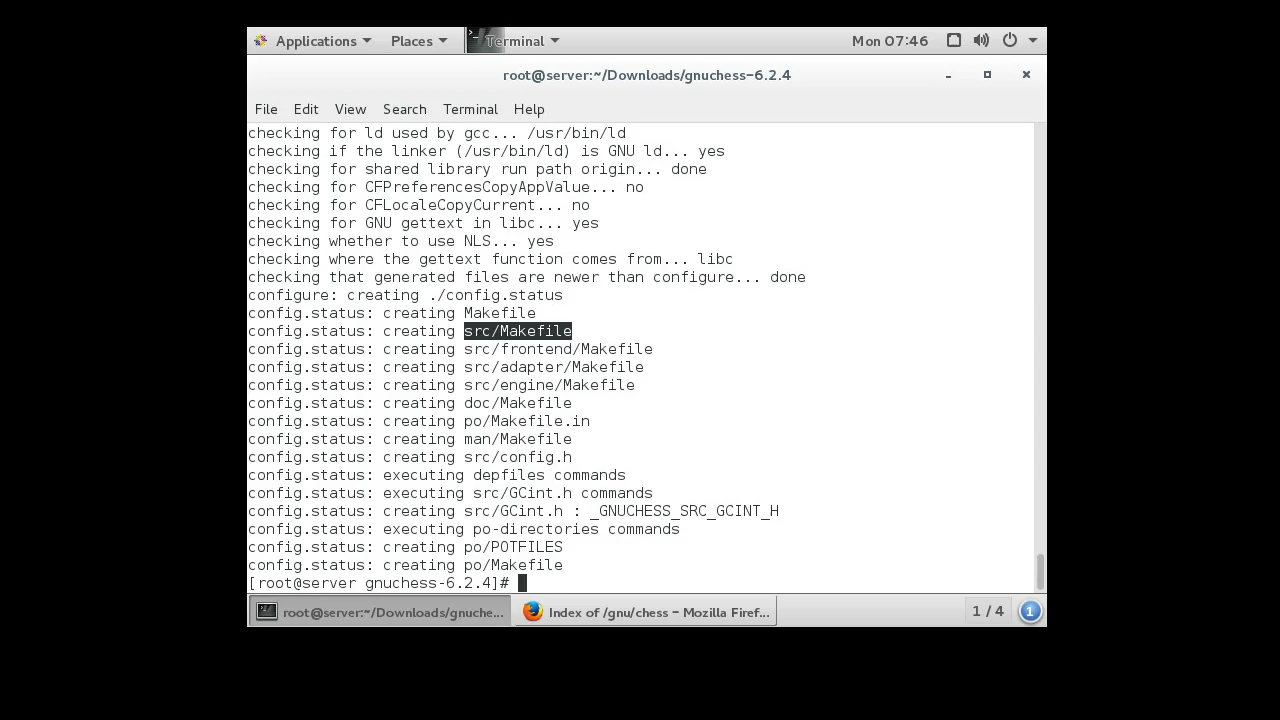 Applications Places Terminal Mon 07:46
root@server:~/Downloads/gnuchess-6.2.4
File Edit View Search Terminal Help
checking for ld used by gcc... /usr/bin/ld
checking if the linker (/usr/bin/ld) is GNU ld... yes
checking for shared library run path origin... done
checking for CFPreferencesCopyAppValue... no
checking for CFLocaleCopyCurrent... no
checking for GNU gettext in libc... yes
checking whether to use NLS... yes
checking where the gettext function comes from... libc
checking that generated files are newer than configure... done
configure: creating ./config.status
config.status: creating Makefile
config.status: creating src/Makefile
config.status: creating src/frontend/Makefile
config.status: creating src/adapter/Makefile
config.status: creating src/engine/Makefile
config.status: creating doc/Makefile
config.status: creating po/Makefile.in
config.status: creating man/Makefile
config.status: creating src/config.h
config.status: executing depfiles commands
config.status: executing src/GCint.h commands
config.status: creating src/GCint.h : _GNUCHESS_SRC_GCINT_H
config.status: executing po-directories commands
config.status: creating po/POTFILES
config.status: creating po/Makefile
[root@server gnuchess-6.2.4]#
root@server:~/Downloads/gnuche... Index of /gnu/chess – Mozilla Firef... 1 / 4 1